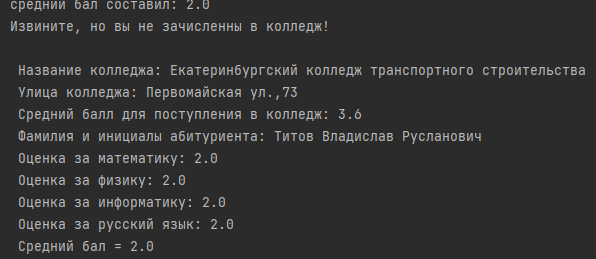 средний бал составил: 2.0
Извините, но вы не зачисленны в колледж!
Название колледжа: Екатеринбургский колледж транспортного строительства
Улица колледжа: Первомайская ул.,73
Средний балл для поступления в колледж: 3.6
Фамилия и инициалы абитуриента: Титов Владислав Русланович
Оценка за математику: 2.0
Оценка за физику: 2.0
Оценка за информатику: 2.0
Оценка за русский язык: 2.0
Средний бал = 2.0